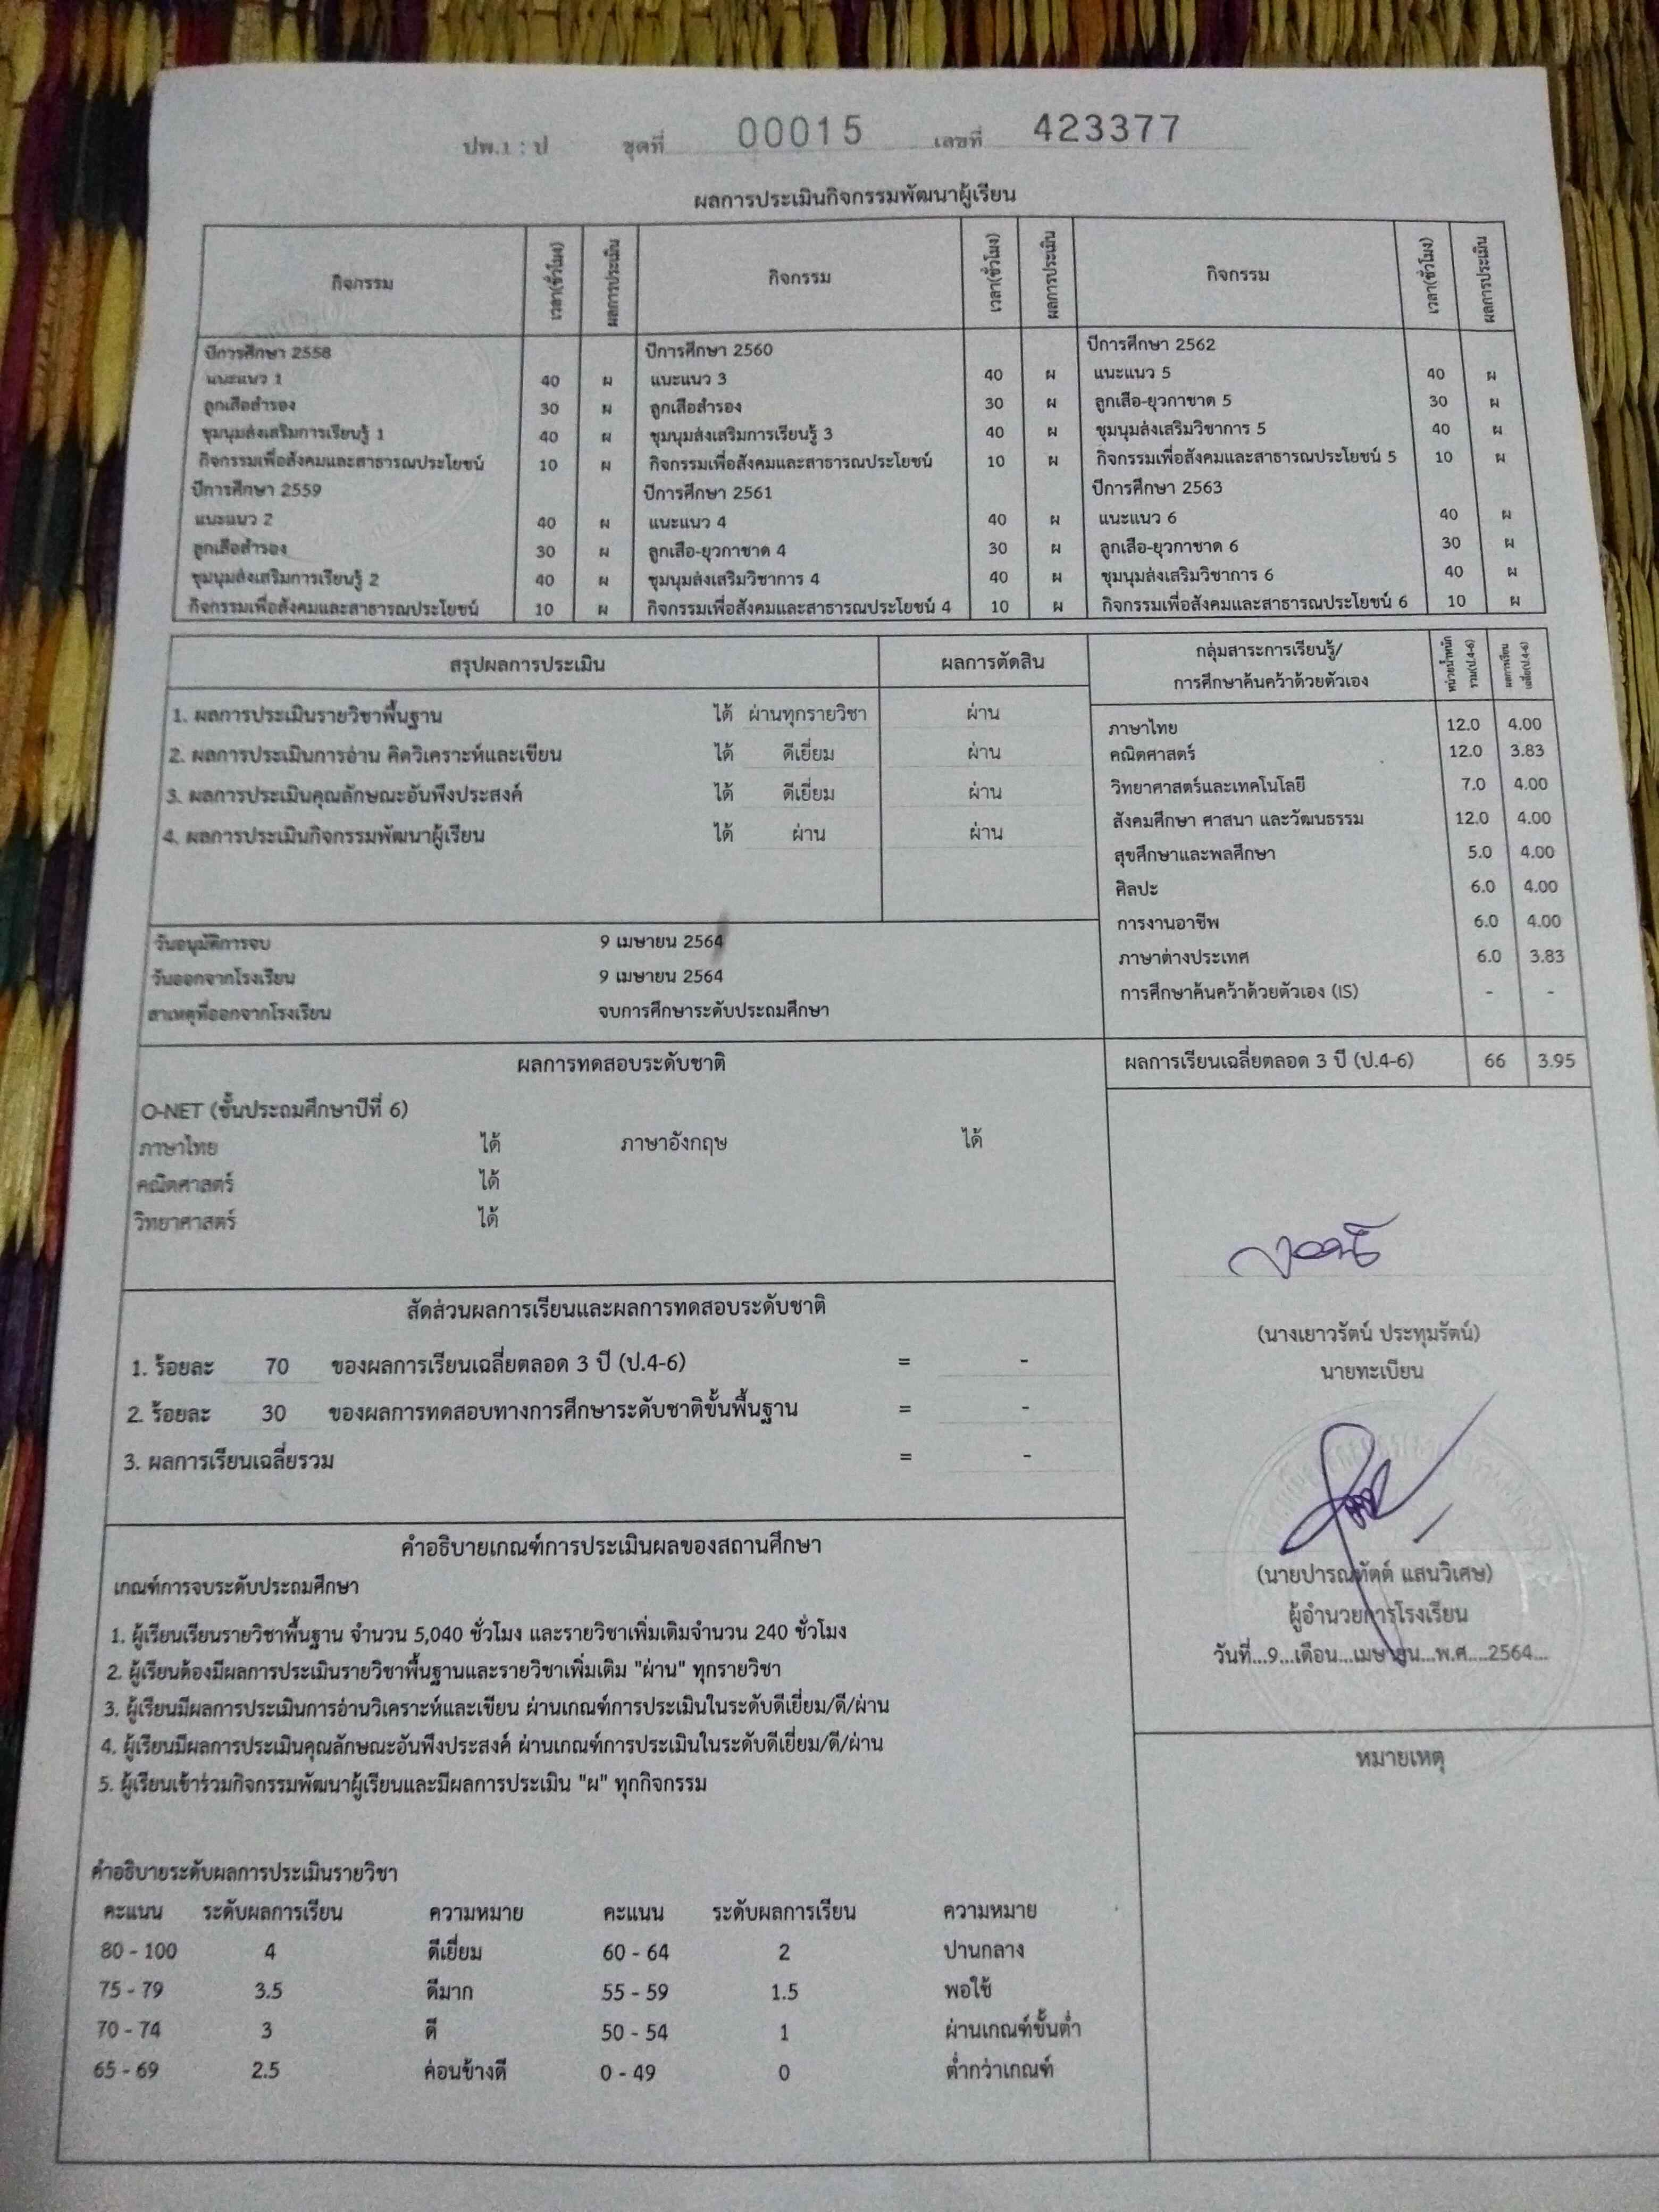 ปพ.1 : ป ชุดที่ 00015 เลขที่ 423377
ผลการประเมินกิจกรรมพัฒนาผู้เรียน
กิจกรรม เวลา(ชั่วโมง) ผลการประเมิน กิจกรรม เวลา(ชั่วโมง) ผลการประเมิน กิจกรรม เวลา(ชั่วโมง) ผลการประเมิน
ปีการศึกษา 2558 ปีการศึกษา 2560 ปีการศึกษา 2562
แนะแนว 1 40 ผ แนะแนว 3 40 ผ แนะแนว 5 40 ผ
ลูกเสือสำรอง 30 ผ ลูกเสือสำรอง 30 ผ ลูกเสือ-ยุวกาชาด 5 30 ผ
ชุมนุมส่งเสริมการเรียนรู้ 1 40 ผ ชุมนุมส่งเสริมการเรียนรู้ 3 40 ผ ชุมนุมส่งเสริมวิชาการ 5 40 ผ
กิจกรรมเพื่อสังคมและสาธารณประโยชน์ 10 ผ กิจกรรมเพื่อสังคมและสาธารณประโยชน์ 10 ผ กิจกรรมเพื่อสังคมและสาธารณประโยชน์ 5 10 ผ
ปีการศึกษา 2559 ปีการศึกษา 2561 ปีการศึกษา 2563
แนะแนว 2 40 ผ แนะแนว 4 40 ผ แนะแนว 6 40 ผ
ลูกเสือสำรอง 30 ผ ลูกเสือ-ยุวกาชาด 4 30 ผ ลูกเสือ-ยุวกาชาด 6 30 ผ
ชุมนุมส่งเสริมการเรียนรู้ 2 40 ผ ชุมนุมส่งเสริมวิชาการ 4 40 ผ ชุมนุมส่งเสริมวิชาการ 6 40 ผ
กิจกรรมเพื่อสังคมและสาธารณประโยชน์ 10 ผ กิจกรรมเพื่อสังคมและสาธารณประโยชน์ 4 10 ผ กิจกรรมเพื่อสังคมและสาธารณประโยชน์ 6 10 ผ
สรุปผลการประเมิน ผลการตัดสิน
1. ผลการประเมินรายวิชาพื้นฐาน ได้ ผ่านทุกรายวิชา ผ่าน
2. ผลการประเมินการอ่าน คิดวิเคราะห์และเขียน ได้ ดีเยี่ยม ผ่าน
3. ผลการประเมินคุณลักษณะอันพึงประสงค์ ได้ ดีเยี่ยม ผ่าน
4. ผลการประเมินกิจกรรมพัฒนาผู้เรียน ได้ ผ่าน ผ่าน
วันอนุมัติการจบ 9 เมษายน 2564
วันออกจากโรงเรียน 9 เมษายน 2564
สาเหตุที่ออกจากโรงเรียน จบการศึกษาระดับประถมศึกษา
กลุ่มสาระการเรียนรู้/
การศึกษาค้นคว้าด้วยตัวเอง
หน่วยน้ำหนัก
รวม(ป.4-6)
ผลการเรียน
เฉลี่ย(ป.4-6)
ภาษาไทย 12.0 4.00
คณิตศาสตร์ 12.0 3.83
วิทยาศาสตร์และเทคโนโลยี 7.0 4.00
สังคมศึกษา ศาสนา และวัฒนธรรม 12.0 4.00
สุขศึกษาและพลศึกษา 5.0 4.00
ศิลปะ 6.0 4.00
การงานอาชีพ 6.0 4.00
ภาษาต่างประเทศ 6.0 3.83
การศึกษาค้นคว้าด้วยตัวเอง (IS) - -
ผลการเรียนเฉลี่ยตลอด 3 ปี (ป.4-6) 66 3.95
ผลการทดสอบระดับชาติ
O-NET (ชั้นประถมศึกษาปีที่ 6)
ภาษาไทย ได้ ภาษาอังกฤษ ได้
คณิตศาสตร์ ได้
วิทยาศาสตร์ ได้
สัดส่วนผลการเรียนและผลการทดสอบระดับชาติ
1. ร้อยละ 70 ของผลการเรียนเฉลี่ยตลอด 3 ปี (ป.4-6) = -
2. ร้อยละ 30 ของผลการทดสอบทางการศึกษาระดับชาติขั้นพื้นฐาน = -
3. ผลการเรียนเฉลี่ยรวม = -
(นางเยาวรัตน์ ประทุมรัตน์)
นายทะเบียน
(นายปารณทัตต์ แสนวิเศษ)
ผู้อำนวยการโรงเรียน
วันที่...9...เดือน...เมษายน...พ.ศ....2564...
หมายเหตุ
คำอธิบายเกณฑ์การประเมินผลของสถานศึกษา
เกณฑ์การจบระดับประถมศึกษา
1. ผู้เรียนเรียนรายวิชาพื้นฐาน จำนวน 5,040 ชั่วโมง และรายวิชาเพิ่มเติมจำนวน 240 ชั่วโมง
2. ผู้เรียนต้องมีผลการประเมินรายวิชาพื้นฐานและรายวิชาเพิ่มเติม "ผ่าน" ทุกรายวิชา
3. ผู้เรียนมีผลการประเมินการอ่านวิเคราะห์และเขียน ผ่านเกณฑ์การประเมินในระดับดีเยี่ยม/ดี/ผ่าน
4. ผู้เรียนมีผลการประเมินคุณลักษณะอันพึงประสงค์ ผ่านเกณฑ์การประเมินในระดับดีเยี่ยม/ดี/ผ่าน
5. ผู้เรียนเข้าร่วมกิจกรรมพัฒนาผู้เรียนและมีผลการประเมิน "ผ" ทุกกิจกรรม
คำอธิบายระดับผลการประเมินรายวิชา
คะแนน ระดับผลการเรียน ความหมาย คะแนน ระดับผลการเรียน ความหมาย
80 - 100 4 ดีเยี่ยม 60 - 64 2 ปานกลาง
75 - 79 3.5 ดีมาก 55 - 59 1.5 พอใช้
70 - 74 3 ดี 50 - 54 1 ผ่านเกณฑ์ขั้นต่ำ
65 - 69 2.5 ค่อนข้างดี 0 - 49 0 ต่ำกว่าเกณฑ์